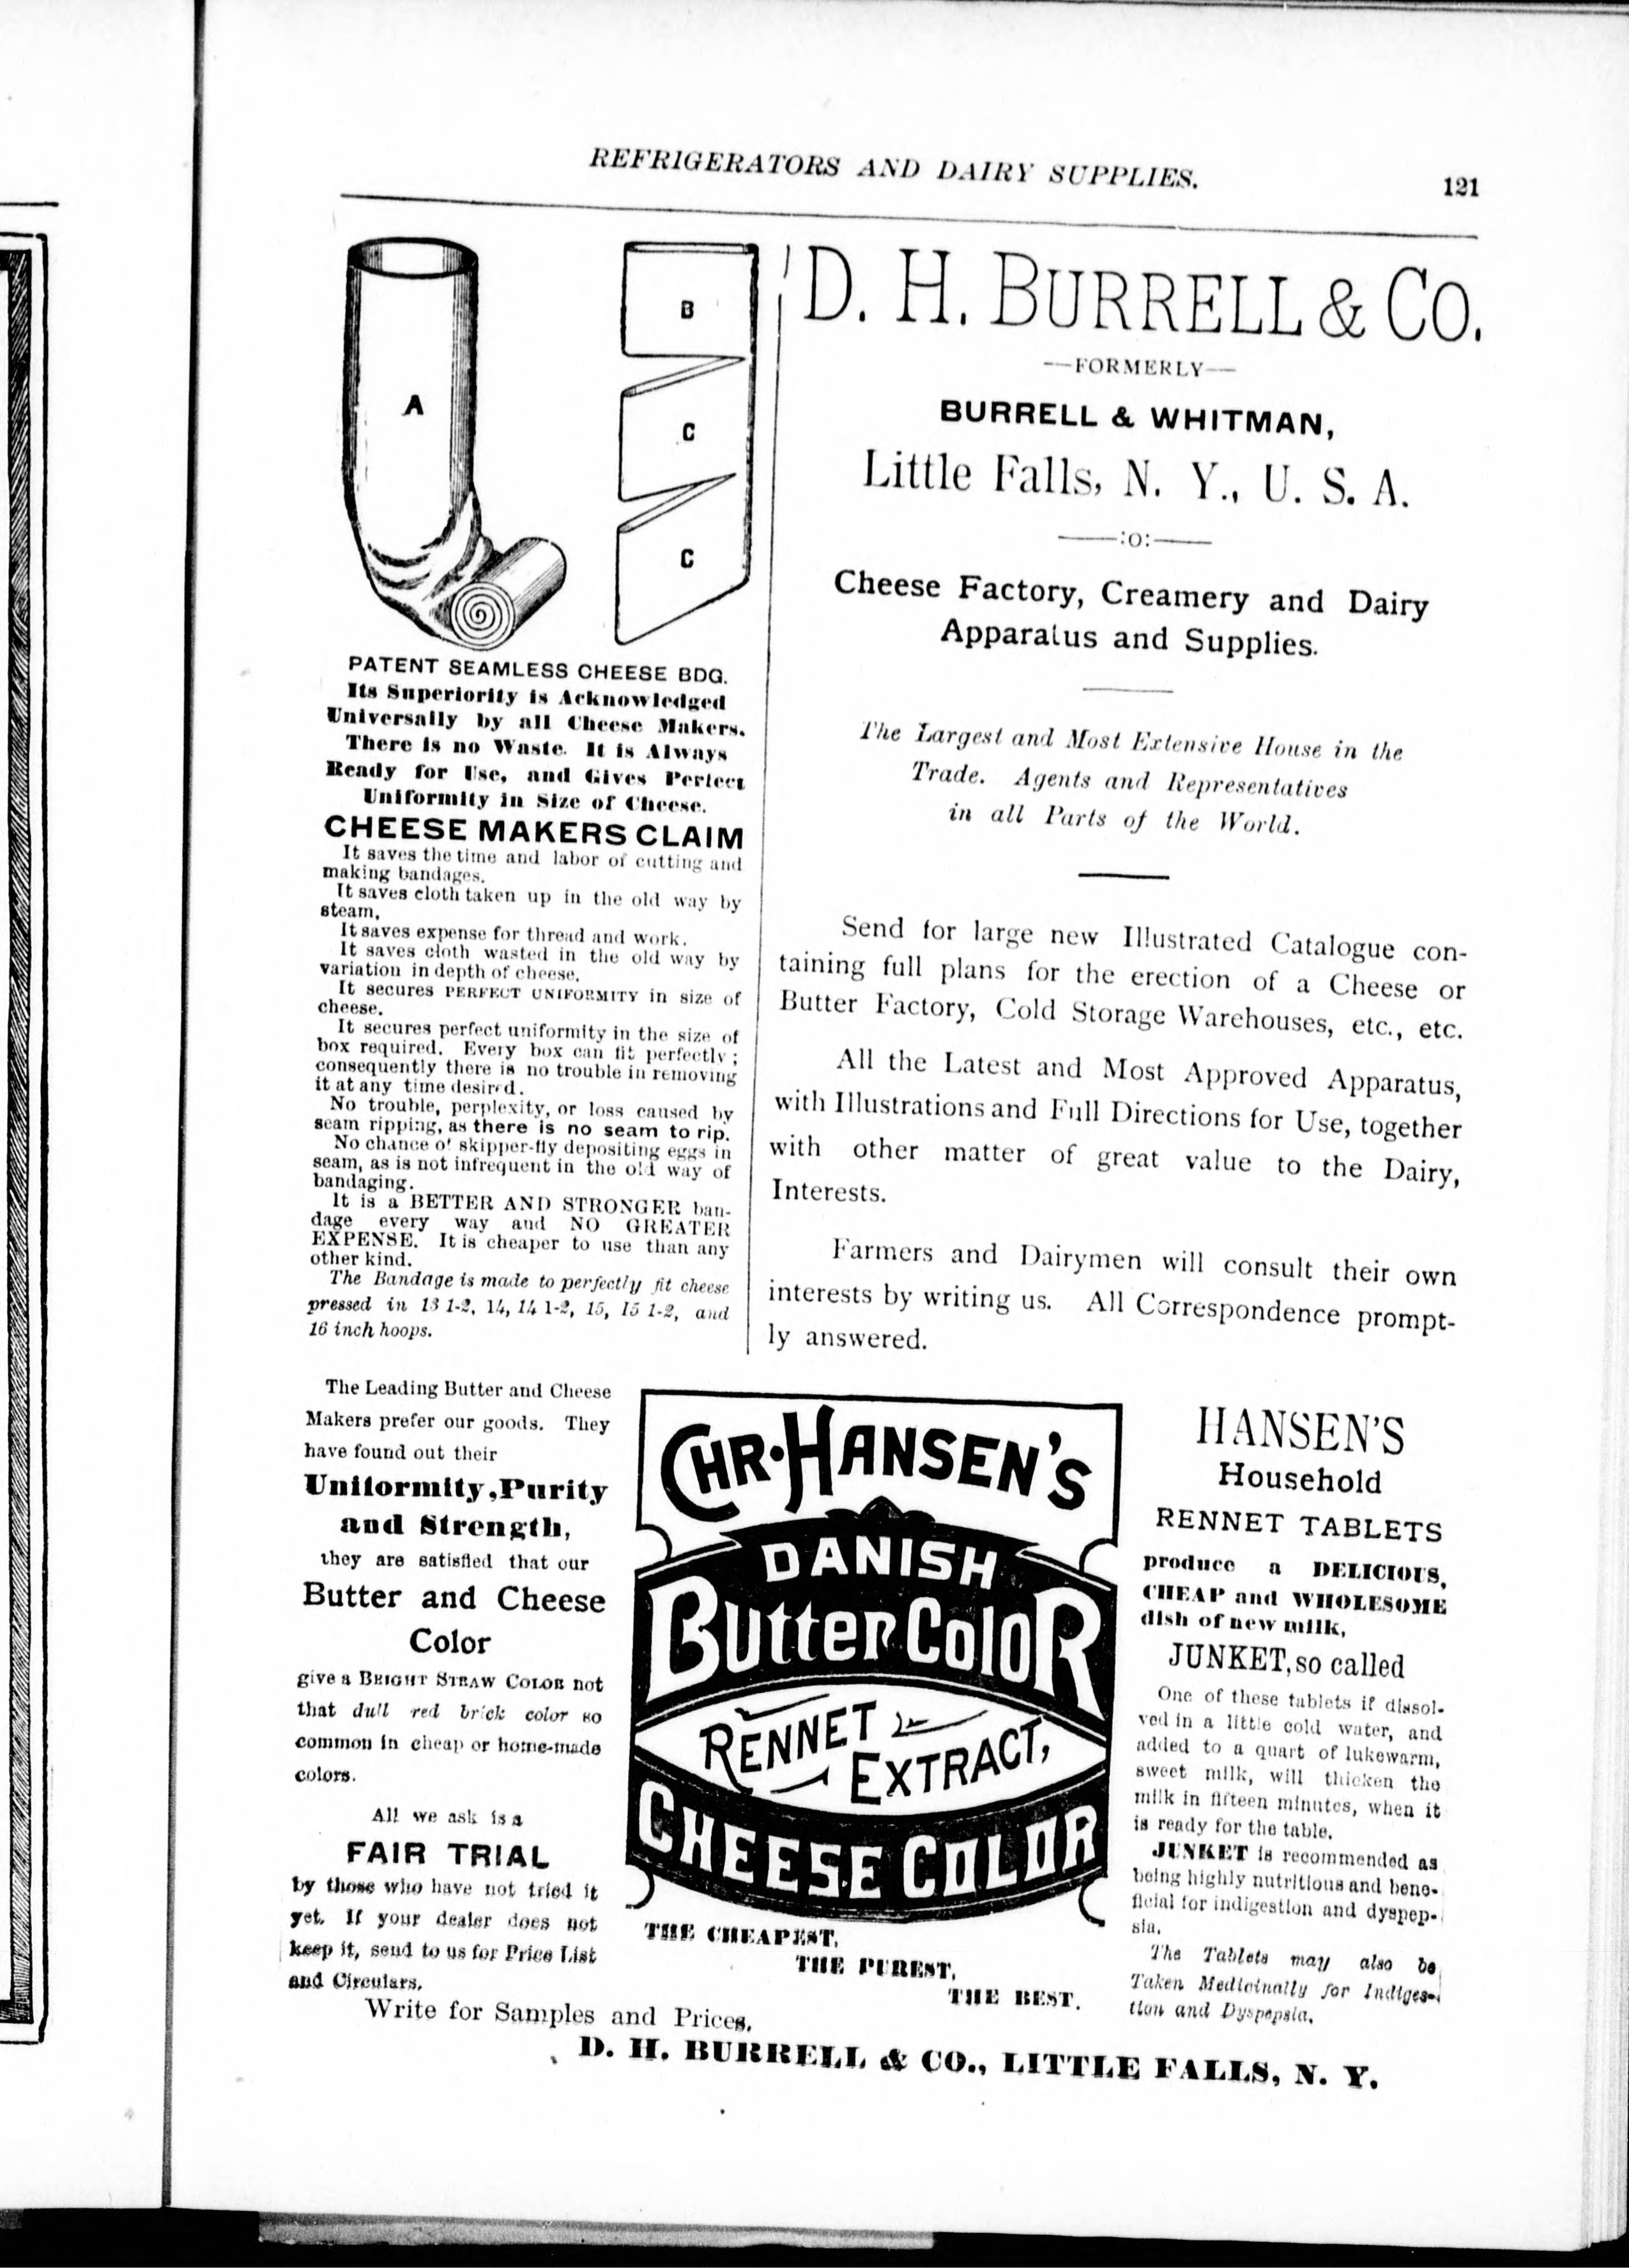 REFRIGERATORS AND DAIRY SUPPLIES.
121
A
B
C
C
PATENT SEAMLESS CHEESE BDG.
Its Superiority is Acknowledged
Universally by all Cheese Makers.
There is no Waste. It is Always
Ready for Use, and Gives Perfect
Uniformity in Size of Cheese.
CHEESE MAKERS CLAIM
It saves the time and labor of cutting and
making bandages.
It saves cloth taken up in the old way by
steam,
It saves expense for thread and work.
It saves cloth wasted in the old way by
variation in depth of cheese.
It secures PERFECT UNIFORMITY in size of
cheese.
It secures perfect uniformity in the size of
box required. Every box can fit perfectly;
consequently there is no trouble in removing
it at any time desired.
No trouble, perplexity, or loss caused by
seam ripping, as there is no seam to rip.
No chance of skipper-fly depositing eggs in
seam, as is not infrequent in the old way of
bandaging.
It is a BETTER AND STRONGER ban-
dage every way and NO GREATER
EXPENSE. It is cheaper to use than any
other kind.
The Bandage is made to perfectly fit cheese
pressed in 13 1-2, 14, 14 1-2, 15, 15 1-2, and
16 inch hoops.
D. H. BURRELL & CO.
—FORMERLY—
BURRELL & WHITMAN,
Little Falls, N. Y., U. S. A.
:o:
Cheese Factory, Creamery and Dairy
Apparatus and Supplies.
The Largest and Most Extensive House in the
Trade. Agents and Representatives
in all Parts of the World.
Send for large new Illustrated Catalogue con-
taining full plans for the erection of a Cheese or
Butter Factory, Cold Storage Warehouses, etc., etc.
All the Latest and Most Approved Apparatus,
with Illustrations and Full Directions for Use, together
with other matter of great value to the Dairy,
Interests.
Farmers and Dairymen will consult their own
interests by writing us. All Correspondence prompt-
ly answered.
The Leading Butter and Cheese
Makers prefer our goods. They
have found out their
Uniformity, Purity
and Strength,
they are satisfied that our
Butter and Cheese
Color
give a BRIGHT STRAW COLOR not
that dull red brick color so
common in cheap or home-made
colors.
All we ask is a
FAIR TRIAL
by those who have not tried it
yet. If your dealer does not
keep it, send to us for Price List
and Circulars.
CHR. HANSEN'S
DANISH
BUTTER COLOR
RENNET
EXTRACT,
CHEESE COLOR
THE CHEAPEST,
THE PUREST,
THE BEST.
HANSEN'S
Household
RENNET TABLETS
produce a DELICIOUS,
CHEAP and WHOLESOME
dish of new milk,
JUNKET, so called
One of these tablets if dissol-
ved in a little cold water, and
added to a quart of lukewarm,
sweet milk, will thicken the
milk in fifteen minutes, when it
is ready for the table.
JUNKET is recommended as
being highly nutritious and bene-
ficial for indigestion and dyspep-
sia.
The Tablets may also be
Taken Medicinally for Indiges-
tion and Dyspepsia.
Write for Samples and Prices.
D. H. BURRELL & CO., LITTLE FALLS, N. Y.